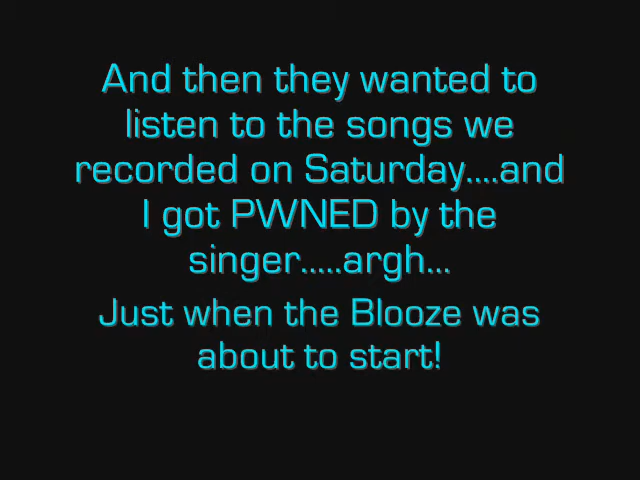 And then they wanted to
listen to the songs we
recorded on Saturday....and
I got PWNED by the
singer.....argh...
Just when the Blooze was
about to start!